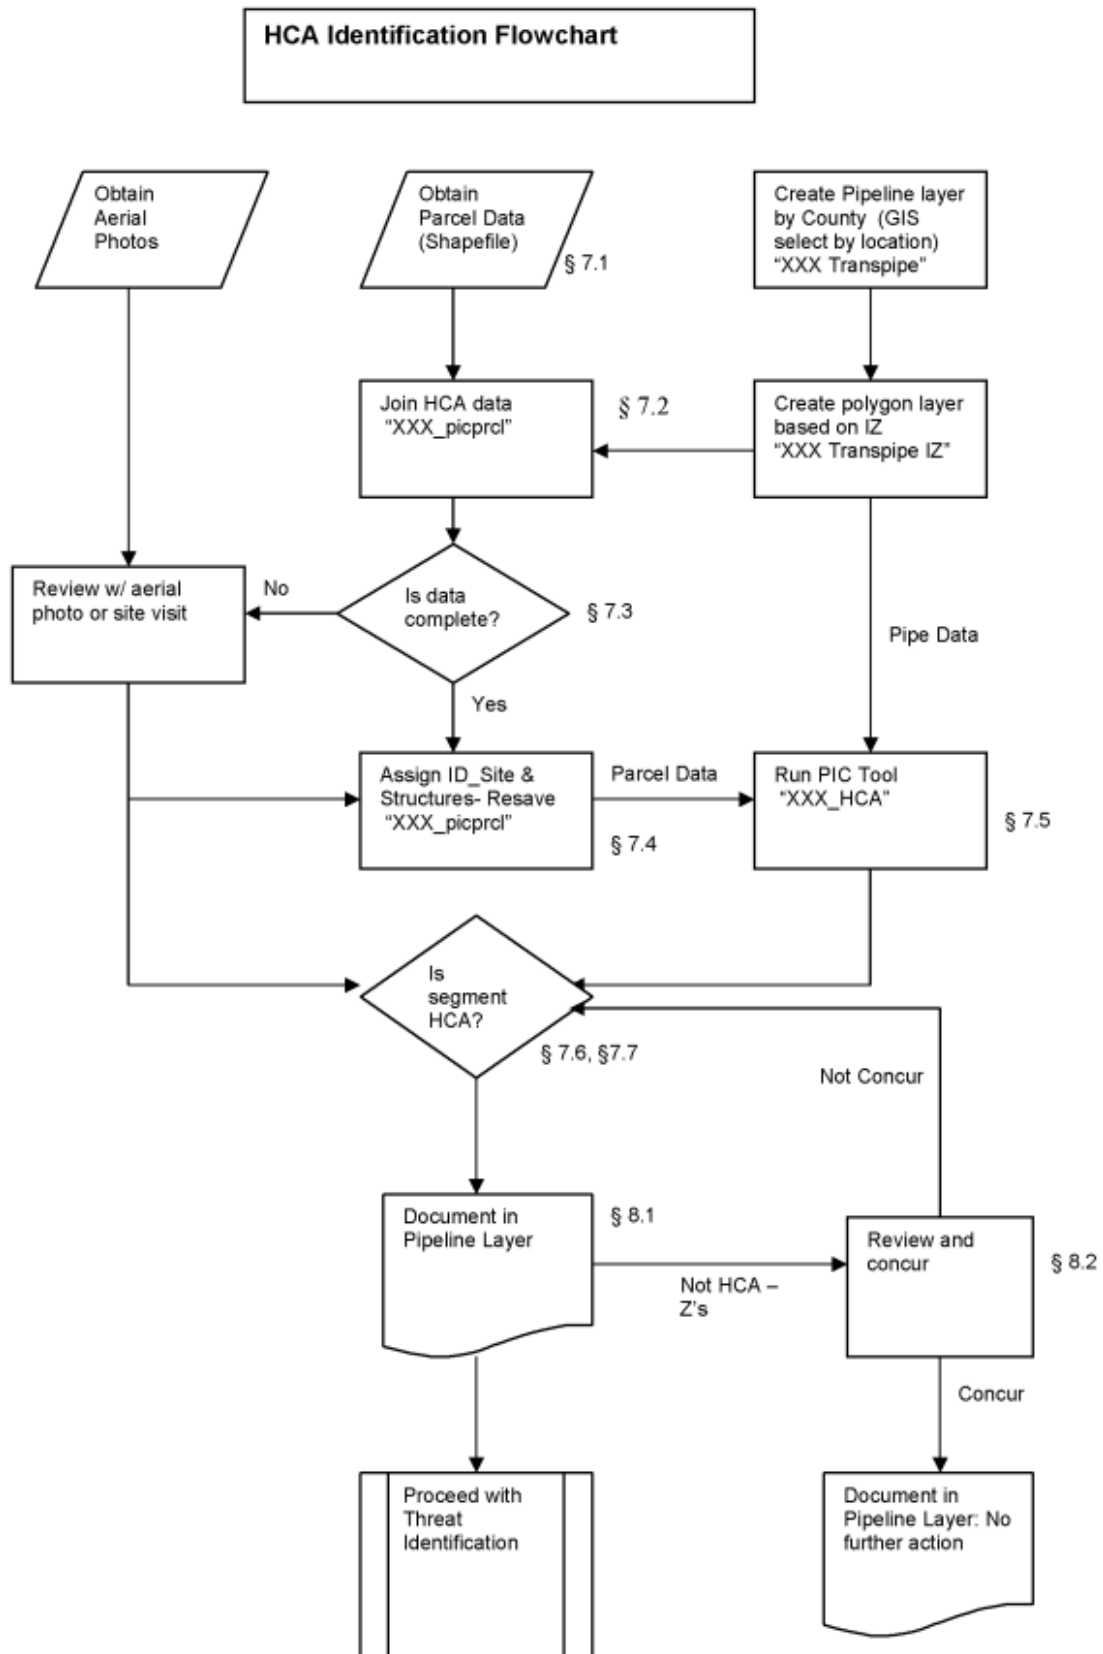 HCA Identification Flowchart
Obtain
Aerial
Photos
Obtain
Parcel Data
(Shapefile)
§ 7.1
Create Pipeline layer
by County (GIS
select by location)
“XXX Transpipe”
Join HCA data
“XXX_picprcl”
§ 7.2
Create polygon layer
based on IZ
“XXX Transpipe IZ”
Review w/ aerial
photo or site visit
No
Is data
complete?
§ 7.3
Pipe Data
Yes
Assign ID_Site &
Structures- Resave
“XXX_picprcl”
Parcel Data
§ 7.4
Run PIC Tool
“XXX_HCA”
§ 7.5
Is
segment
HCA?
§ 7.6, §7.7
Not Concur
Document in
Pipeline Layer
§ 8.1
Not HCA –
Z’s
Review and
concur
§ 8.2
Concur
Proceed with
Threat
Identification
Document in
Pipeline Layer: No
further action